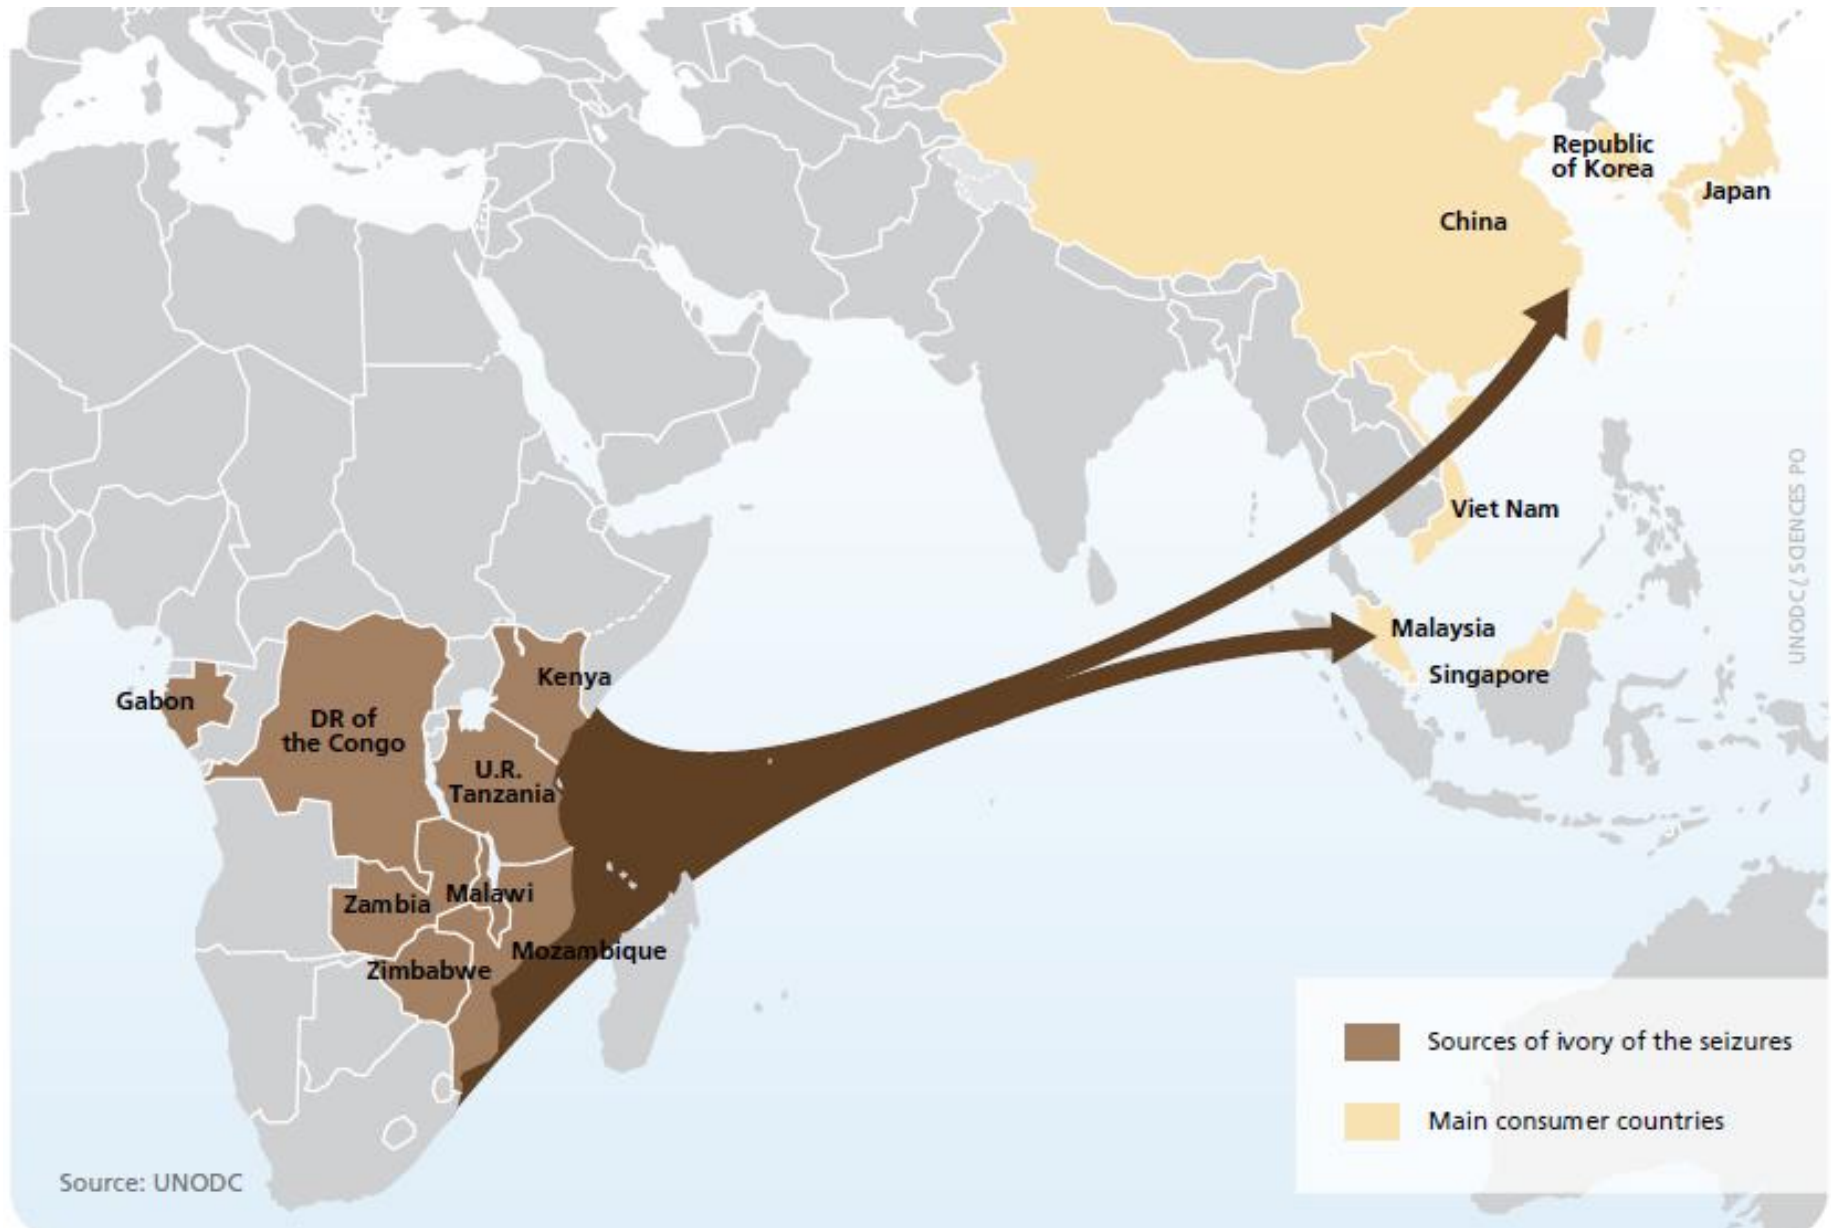 Republic
of Korea
Japan
China
Viet Nam
Malaysia
Singapore
Kenya
Gabon
DR of
the Congo
U.R.
Tanzania
Malawi
Zambia
Mozambique
Zimbabwe
Sources of ivory of the seizures
Main consumer countries
Source: UNODC
UNODC/ SCIENCES PO